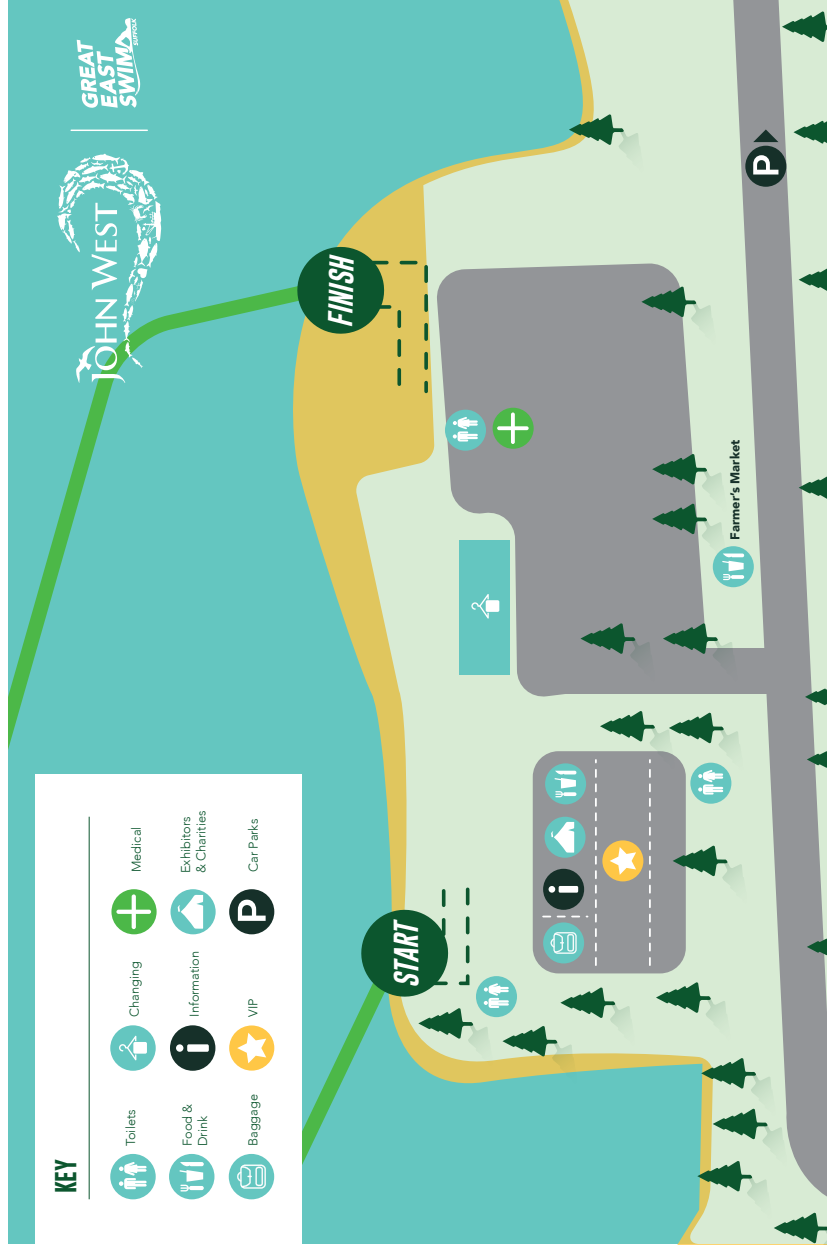 KEY
Toilets
Changing
Medical
Food &
Drink
Information
Exhibitors
& Charities
Baggage
VIP
P
Car Parks
START
FINISH
JOHN WEST
GREAT
EAST
SWIM
SUFFOLK
Farmer's Market
P